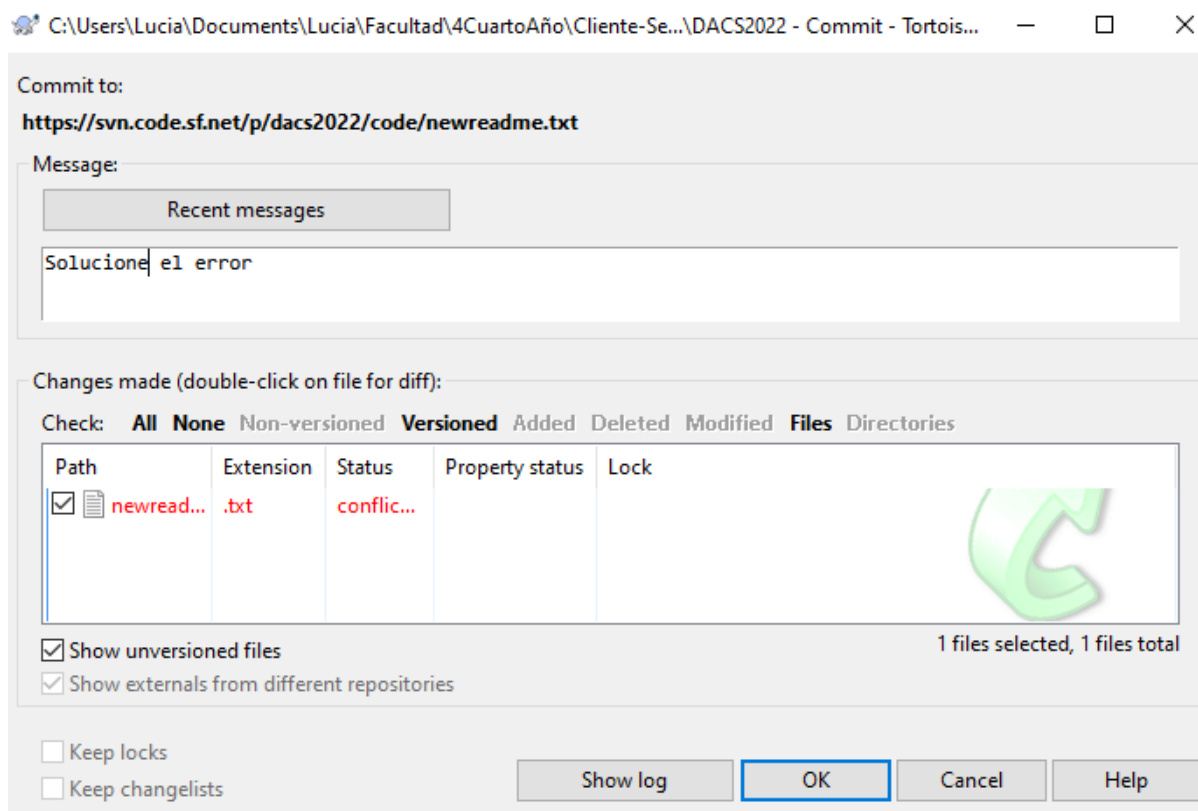 C:\Users\Lucia\Documents\Lucia\Facultad\4CuartoAño\Cliente-Se...\DACS2022 - Commit - Tortois...
Commit to:
https://svn.code.sf.net/p/dacs2022/code/newreadme.txt
Message:
Recent messages
Solucione el error
Changes made (double-click on file for diff):
Check: All None Non-versioned Versioned Added Deleted Modified Files Directories
Path Extension Status Property status Lock
newread... .txt conflic...
Show unversioned files
1 files selected, 1 files total
Show externals from different repositories
Keep locks
Keep changelists
Show log OK Cancel Help